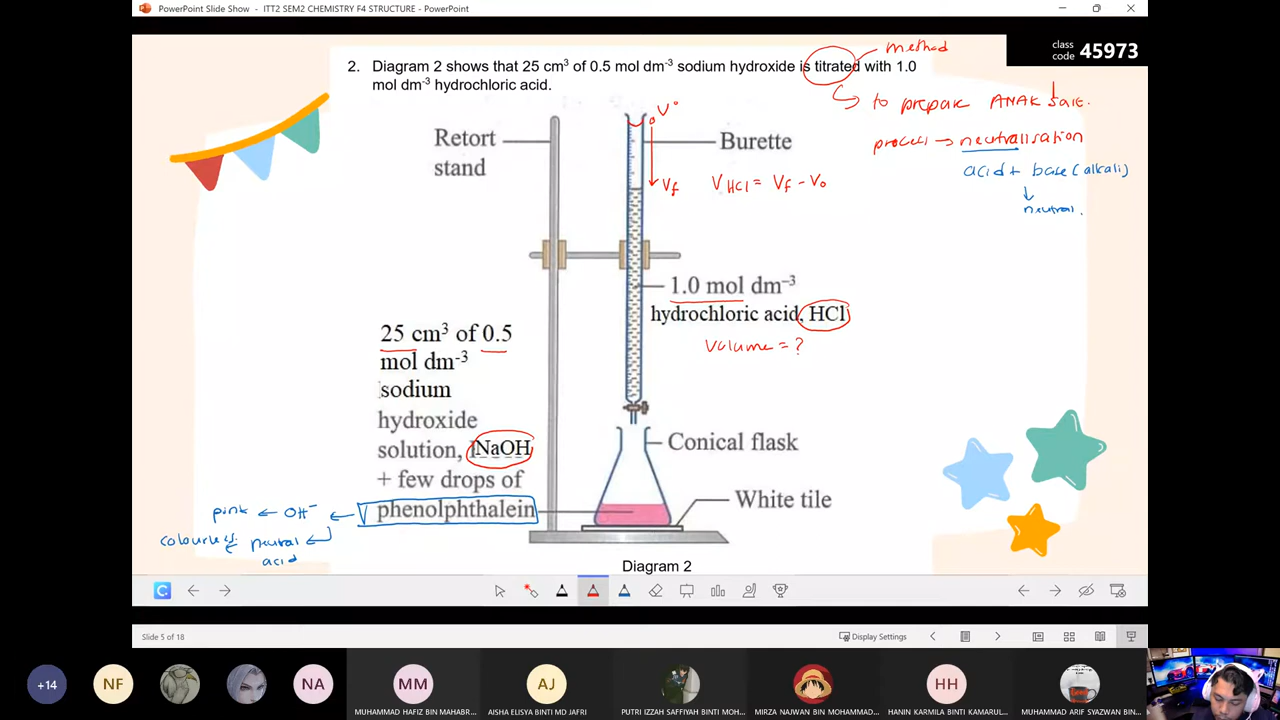 PowerPoint Slide Show - ITT2 SEM2 CHEMISTRY F4 STRUCTURE - PowerPoint
class
code 45973
2. Diagram 2 shows that 25 cm³ of 0.5 mol dm⁻³ sodium hydroxide is titrated with 1.0
mol dm⁻³ hydrochloric acid.
method
to prepare ANAK salt.
process → neutralisation
acid + base (alkali)
neutral.
Retort
stand
V₀
Burette
Vf
V HCl = Vf - V₀
1.0 mol dm⁻³
hydrochloric acid, HCl
volume = ?
25 cm³ of 0.5
mol dm⁻³
sodium
hydroxide
solution, NaOH
+ few drops of
phenolphthalein
pink ← OH⁻ ←
colourless ← neutral ←
acid
Conical flask
White tile
Diagram 2
Slide 5 of 18
Display Settings
+14
NF
NA
MM
AJ
HH
MUHAMMAD HAFIZ BIN MAHABR...
AISHA ELISYA BINTI MD JAFRI
PUTRI IZZAH SAFFIYAH BINTI MOH...
MIRZA NAJWAN BIN MOHAMMAD...
HANIN KARMILA BINTI KAMARUL...
MUHAMMAD ARIF SYAZWAN BIN...